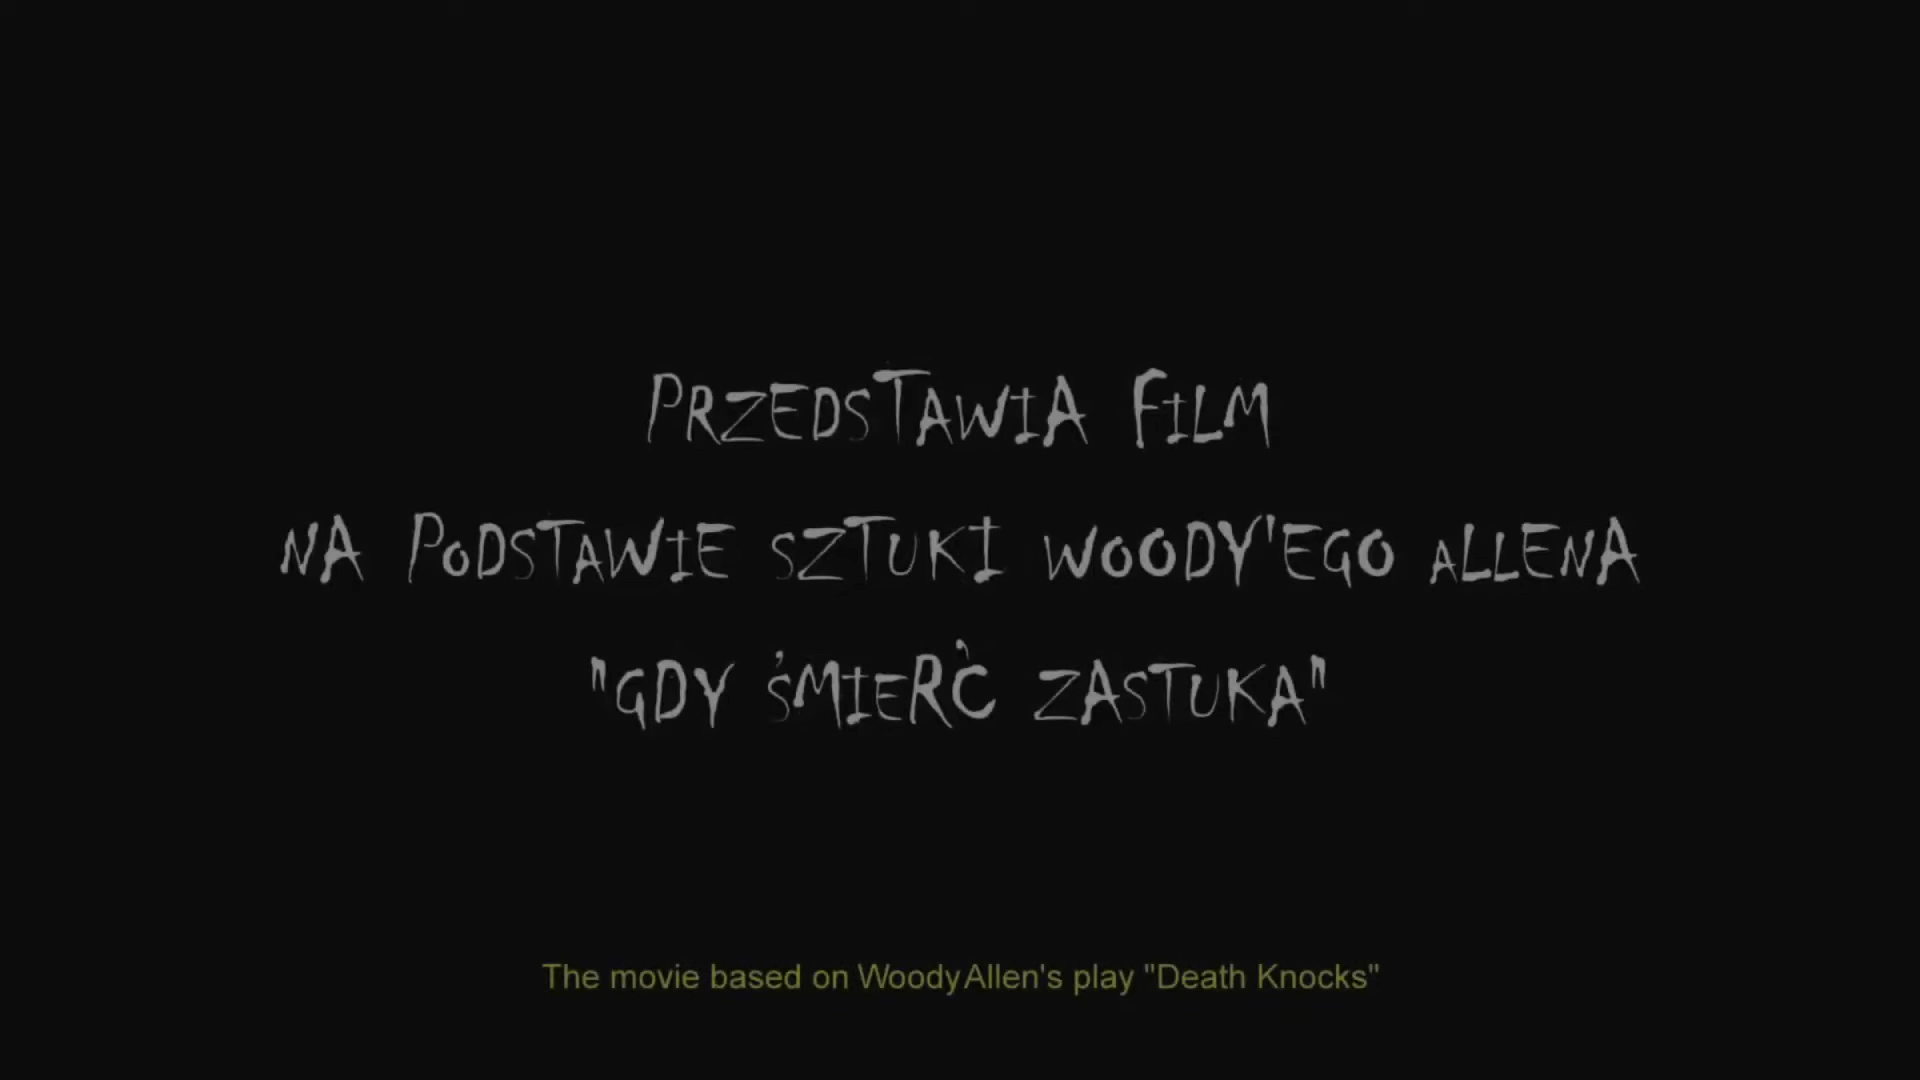 PRZEDSTAWIA FILM
NA PODSTAWIE SZTUKI WOODY'EGO ALLENA
"GDY ŚMIERĆ ZASTUKA"
The movie based on Woody Allen's play "Death Knocks"